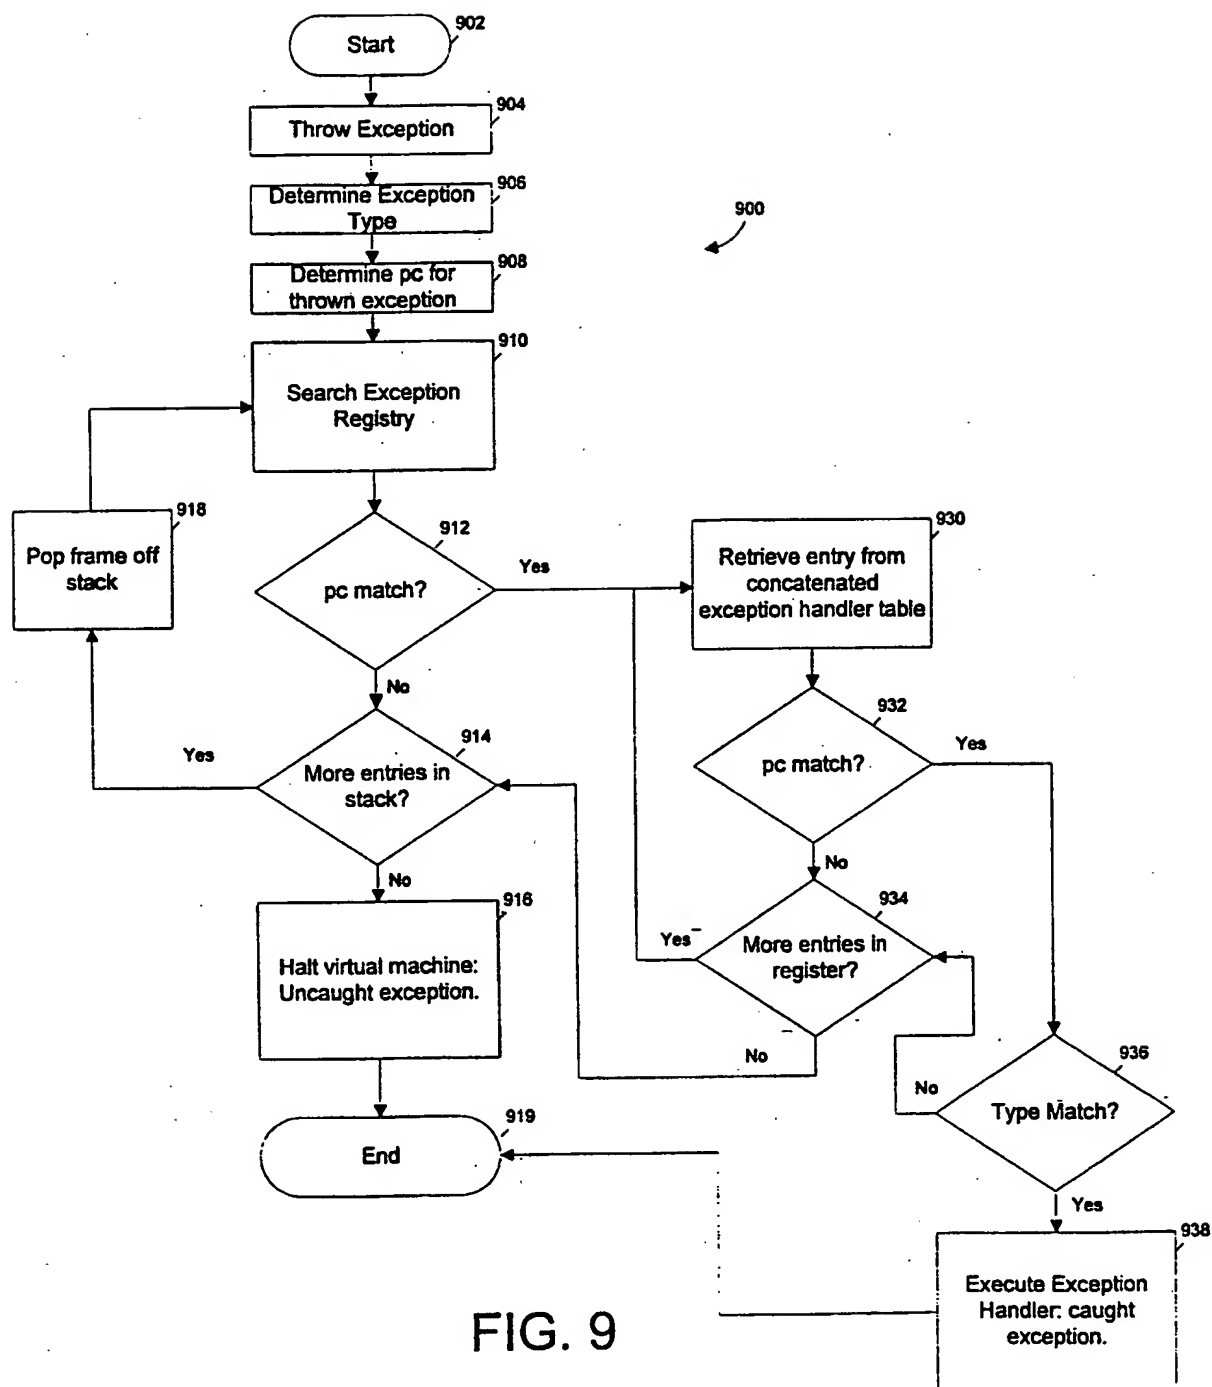 902
Start
904
Throw Exception
906
Determine Exception
Type
900
908
Determine pc for
thrown exception
910
Search Exception
Registry
918
Pop frame off
stack
912
pc match?
Yes
No
930
Retrieve entry from
concatenated
exception handler table
932
pc match?
Yes
No
914
More entries in
stack?
Yes
No
934
More entries in
register?
Yes
No
916
Halt virtual machine:
Uncaught exception.
936
Type Match?
No
Yes
919
End
938
Execute Exception
Handler: caught
exception.
FIG. 9